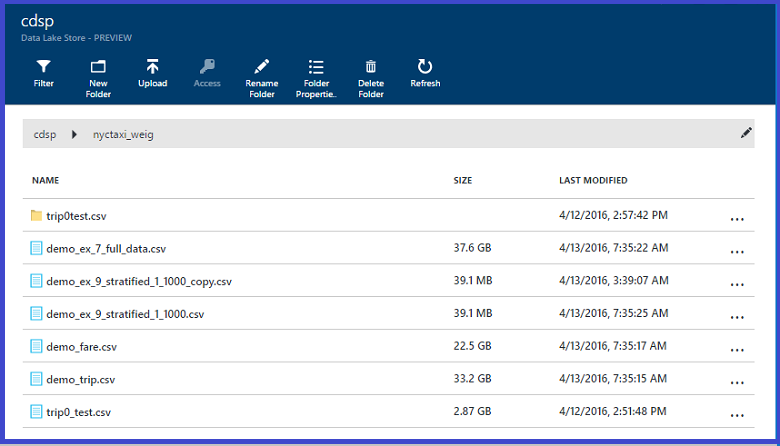 cdsp
Data Lake Store - PREVIEW
Filter New Folder Upload Access Rename Folder Folder Propertie.. Delete Folder Refresh
cdsp nyctaxi_weig
NAME SIZE LAST MODIFIED
trip0test.csv 4/12/2016, 2:57:42 PM ...
demo_ex_7_full_data.csv 37.6 GB 4/13/2016, 7:35:22 AM ...
demo_ex_9_stratified_1_1000_copy.csv 39.1 MB 4/13/2016, 3:39:07 AM ...
demo_ex_9_stratified_1_1000.csv 39.1 MB 4/13/2016, 7:35:25 AM ...
demo_fare.csv 22.5 GB 4/13/2016, 7:35:17 AM ...
demo_trip.csv 33.2 GB 4/13/2016, 7:35:15 AM ...
trip0_test.csv 2.87 GB 4/12/2016, 2:51:48 PM ...